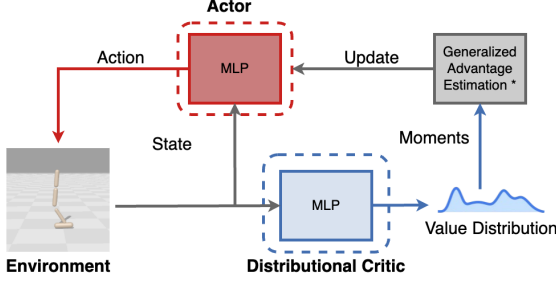 Actor
Action
MLP
Update
Generalized
Advantage
Estimation *
State
Moments
MLP
Value Distribution
Environment
Distributional Critic